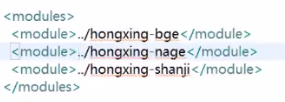 <modules>
<module>../hongxing-bge</module>
<module>../hongxing-nage</module>
<module>../hongxing-shanji</module>
</modules>